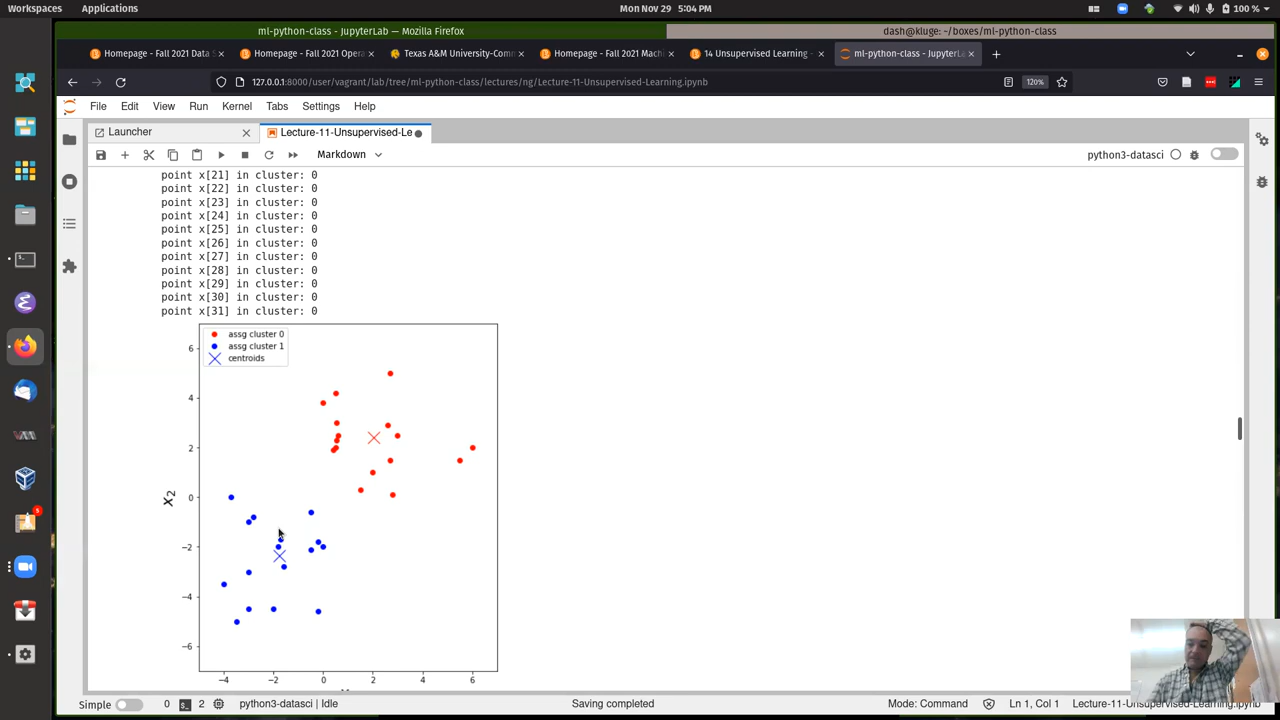 Workspaces Applications Mon Nov 29 5:04 PM 100 %
ml-python-class - JupyterLab — Mozilla Firefox dash@kluge: ~/boxes/ml-python-class
Homepage - Fall 2021 Data S Homepage - Fall 2021 Opera Texas A&M University-Comm Homepage - Fall 2021 Machi 14 Unsupervised Learning - ml-python-class - JupyterLab
127.0.0.1:8000/user/vagrant/lab/tree/ml-python-class/lectures/ng/Lecture-11-Unsupervised-Learning.ipynb 120%
File Edit View Run Kernel Tabs Settings Help
Launcher Lecture-11-Unsupervised-Le
Markdown python3-datasci
point x[21] in cluster: 0
point x[22] in cluster: 0
point x[23] in cluster: 0
point x[24] in cluster: 0
point x[25] in cluster: 0
point x[26] in cluster: 0
point x[27] in cluster: 0
point x[28] in cluster: 0
point x[29] in cluster: 0
point x[30] in cluster: 0
point x[31] in cluster: 0
assg cluster 0
assg cluster 1
centroids
6
4
2
0
−2
−4
−6
x2
−4 −2 0 2 4 6
Simple 0 2 python3-datasci | Idle Saving completed Mode: Command Ln 1, Col 1 Lecture-11-Unsupervised-Learning.ipynb